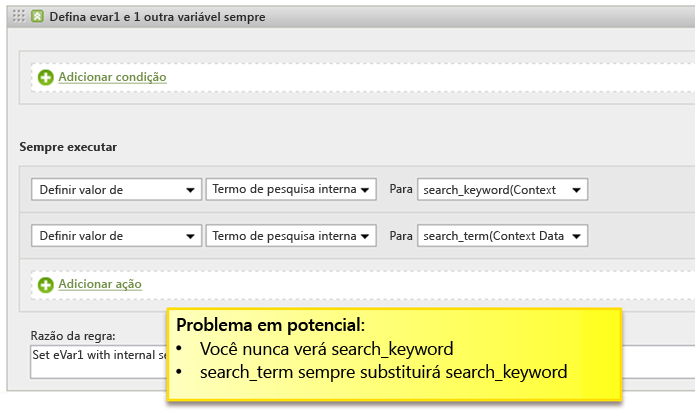 Defina evar1 e 1 outra variável sempre
Adicionar condição
Sempre executar
Definir valor de Termo de pesquisa interna Para search_keyword(Context
Definir valor de Termo de pesquisa interna Para search_term(Context Data
Adicionar ação
Razão da regra:
Set eVar1 with internal se
Problema em potencial:
• Você nunca verá search_keyword
• search_term sempre substituirá search_keyword